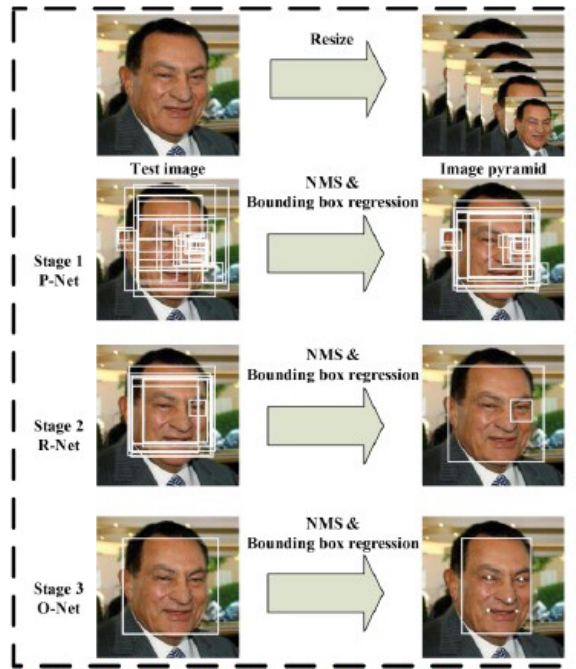 Resize
Test image
Image pyramid
NMS &
Bounding box regression
Stage 1
P-Net
NMS &
Bounding box regression
Stage 2
R-Net
NMS &
Bounding box regression
Stage 3
O-Net